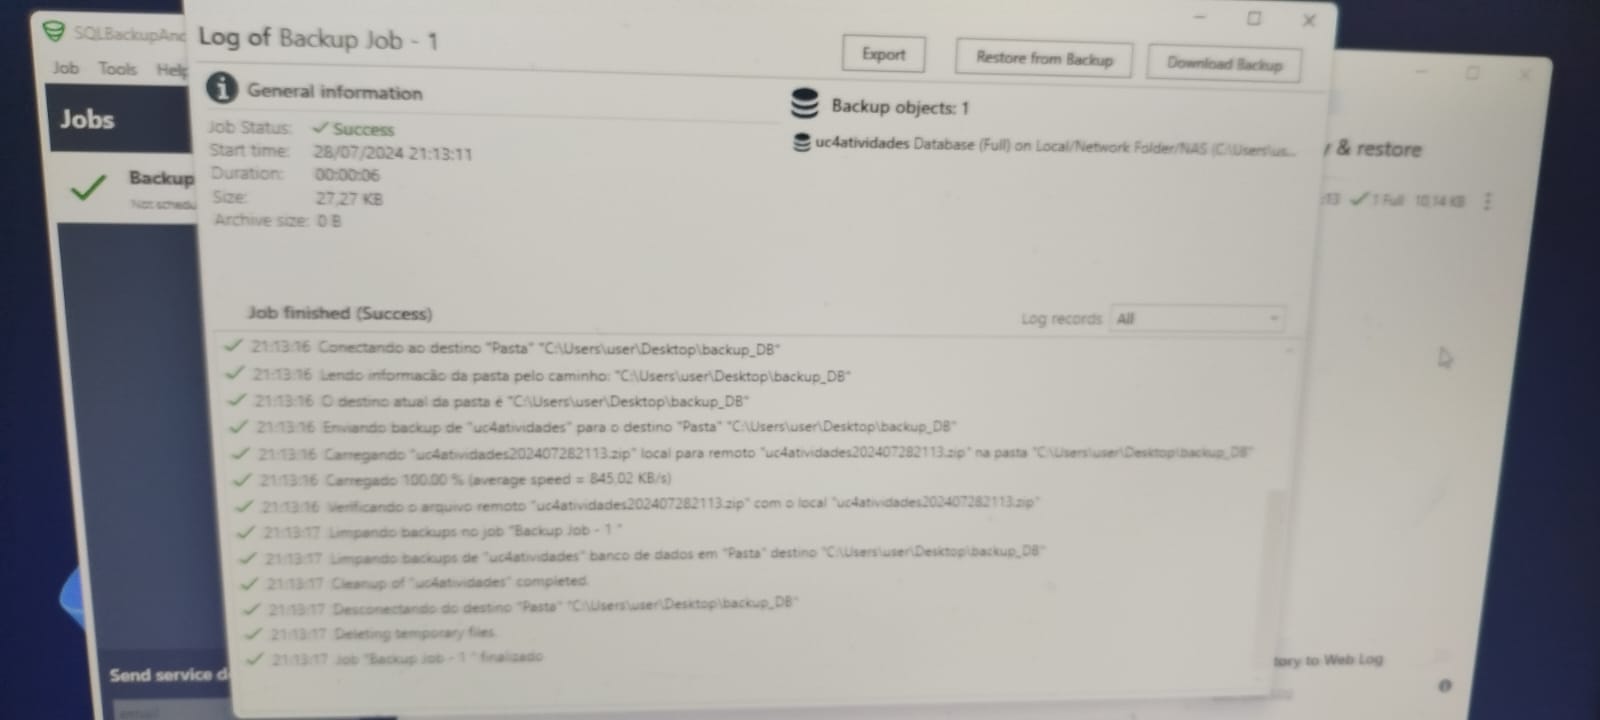 SQLBackupAnd
Log of Backup Job - 1
Export
Restore from Backup
Download Backup
Job Tools Help
General information
Backup objects: 1
Jobs
Job Status: Success
uc4atividades Database (Full) on Local/Network Folder/NAS (C:\Users\us...
y & restore
Start time: 28/07/2024 21:13:11
Backup
Duration: 00:00:06
Not schedu
Size: 27,27 KB
:13 1 Full 10,14 KB
Archive size: 0 B
Job finished (Success)
Log records All
21:13:16 Conectando ao destino "Pasta" "C:\Users\user\Desktop\backup_DB"
21:13:16 Lendo informacão da pasta pelo caminho: "C:\Users\user\Desktop\backup_DB"
21:13:16 O destino atual da pasta é "C:\Users\user\Desktop\backup_DB"
21:13:16 Enviando backup de "uc4atividades" para o destino "Pasta" "C:\Users\user\Desktop\backup_DB"
21:13:16 Carregando "uc4atividades202407282113.zip" local para remoto "uc4atividades202407282113.zip" na pasta "C:\Users\user\Desktop\backup_DB"
21:13:16 Carregado 100.00 % (average speed = 845,02 KB/s)
21:13:16 Verificando o arquivo remoto "uc4atividades202407282113.zip" com o local "uc4atividades202407282113.zip"
21:13:17 Limpando backups no job "Backup Job - 1 "
21:13:17 Limpando backups de "uc4atividades" banco de dados em "Pasta" destino "C:\Users\user\Desktop\backup_DB"
21:13:17 Cleanup of "uc4atividades" completed.
21:13:17 Desconectando do destino "Pasta" "C:\Users\user\Desktop\backup_DB"
21:13:17 Deleting temporary files.
21:13:17 Job "Backup Job - 1 " finalizado
tory to Web Log
Send service d
email